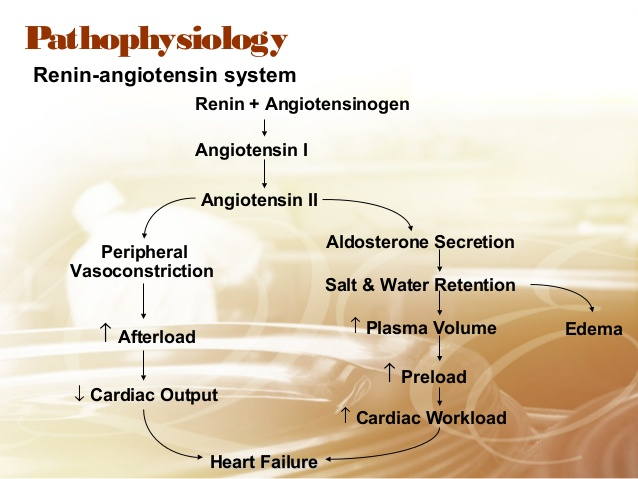 Pathophysiology
Renin-angiotensin system
Renin + Angiotensinogen
Angiotensin I
Angiotensin II
Peripheral
Vasoconstriction
↑ Afterload
↓ Cardiac Output
Aldosterone Secretion
Salt & Water Retention
↑ Plasma Volume
Edema
↑ Preload
↑ Cardiac Workload
Heart Failure